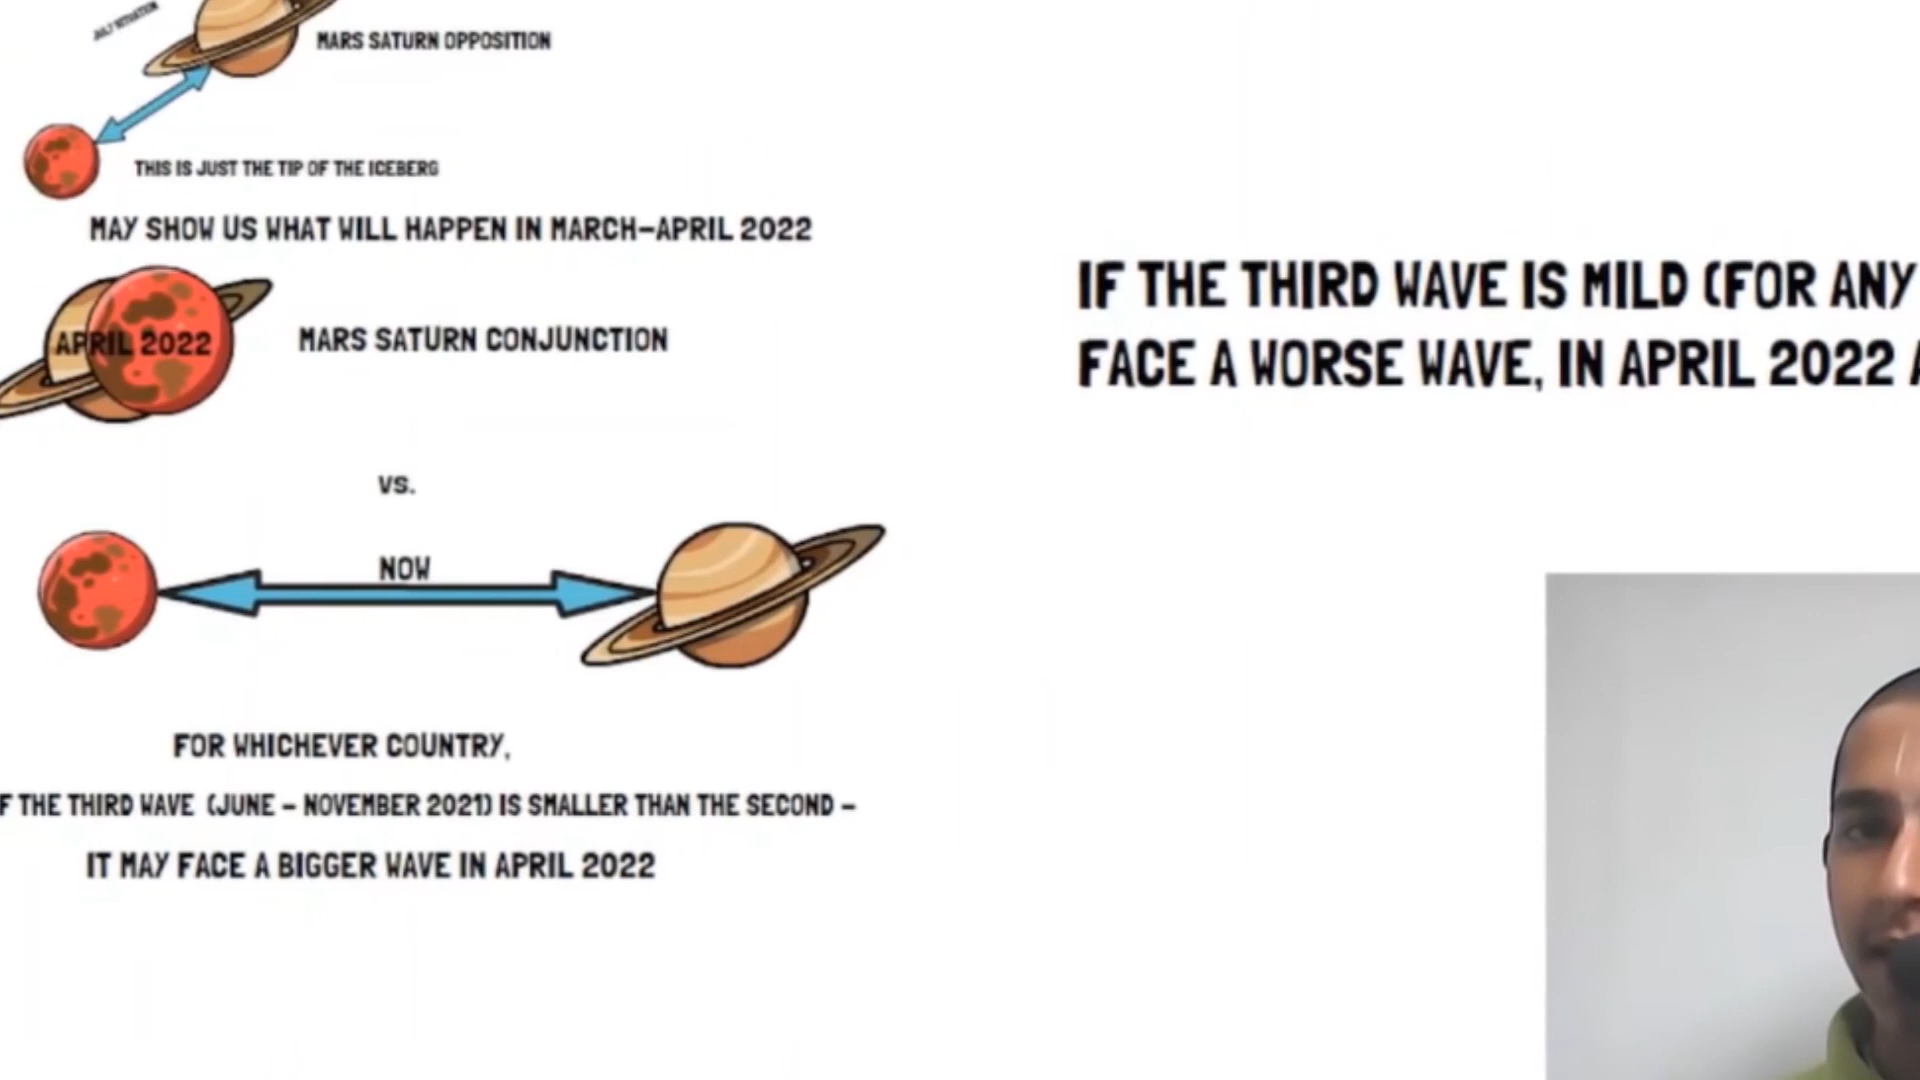 JULY SITUATION
MARS SATURN OPPOSITION
THIS IS JUST THE TIP OF THE ICEBERG
MAY SHOW US WHAT WILL HAPPEN IN MARCH-APRIL 2022
APRIL 2022
MARS SATURN CONJUNCTION
VS.
NOW
FOR WHICHEVER COUNTRY,
F THE THIRD WAVE (JUNE - NOVEMBER 2021) IS SMALLER THAN THE SECOND -
IT MAY FACE A BIGGER WAVE IN APRIL 2022
IF THE THIRD WAVE IS MILD (FOR ANY
FACE A WORSE WAVE, IN APRIL 2022 A